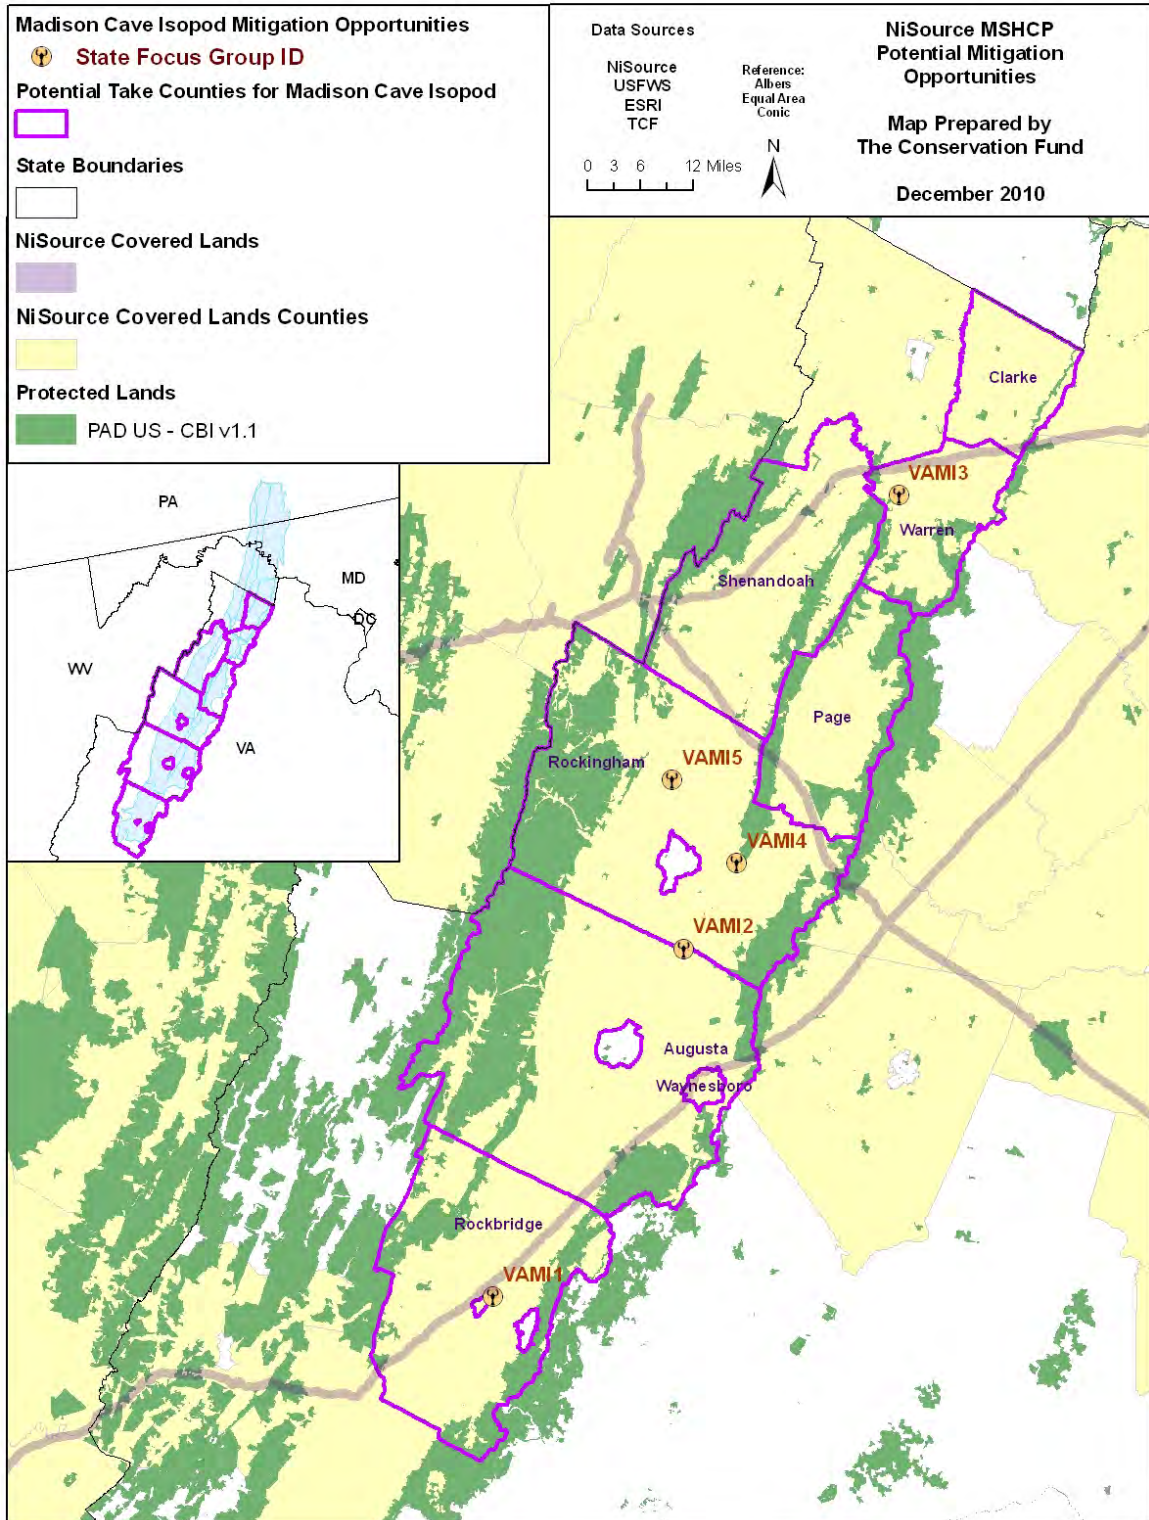 Madison Cave Isopod Mitigation Opportunities
State Focus Group ID
Potential Take Counties for Madison Cave Isopod
State Boundaries
NiSource Covered Lands
NiSource Covered Lands Counties
Protected Lands
PAD US - CBI v1.1
Data Sources
NiSource
USFWS
ESRI
TCF
Reference:
Albers
Equal Area
Conic
N
0 3 6 12 Miles
NiSource MSHCP
Potential Mitigation
Opportunities
Map Prepared by
The Conservation Fund
December 2010
PA
MD
DC
WV
VA
Clarke
VAMI3
Warren
Shenandoah
Page
Rockingham
VAMI5
VAMI4
VAMI2
Augusta
Waynesboro
Rockbridge
VAMI1